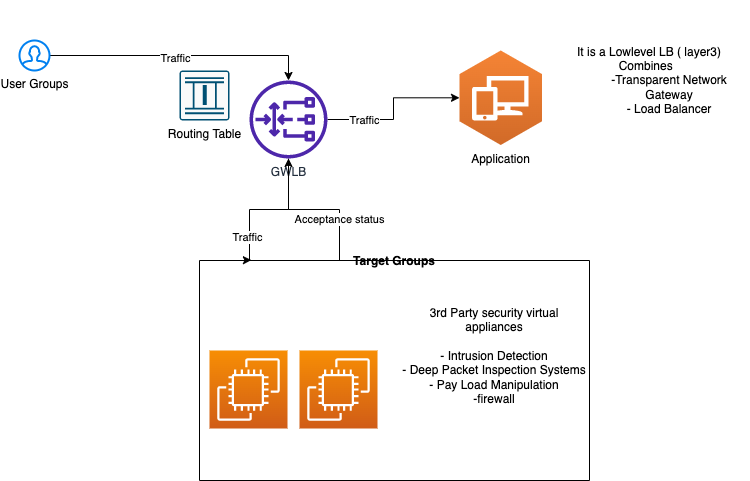 User Groups
Traffic
Routing Table
GWLB
Traffic
Application
It is a Lowlevel LB ( layer3)
Combines
-Transparent Network
Gateway
- Load Balancer
Acceptance status
Traffic
Target Groups
3rd Party security virtual
appliances
- Intrusion Detection
- Deep Packet Inspection Systems
- Pay Load Manipulation
-firewall